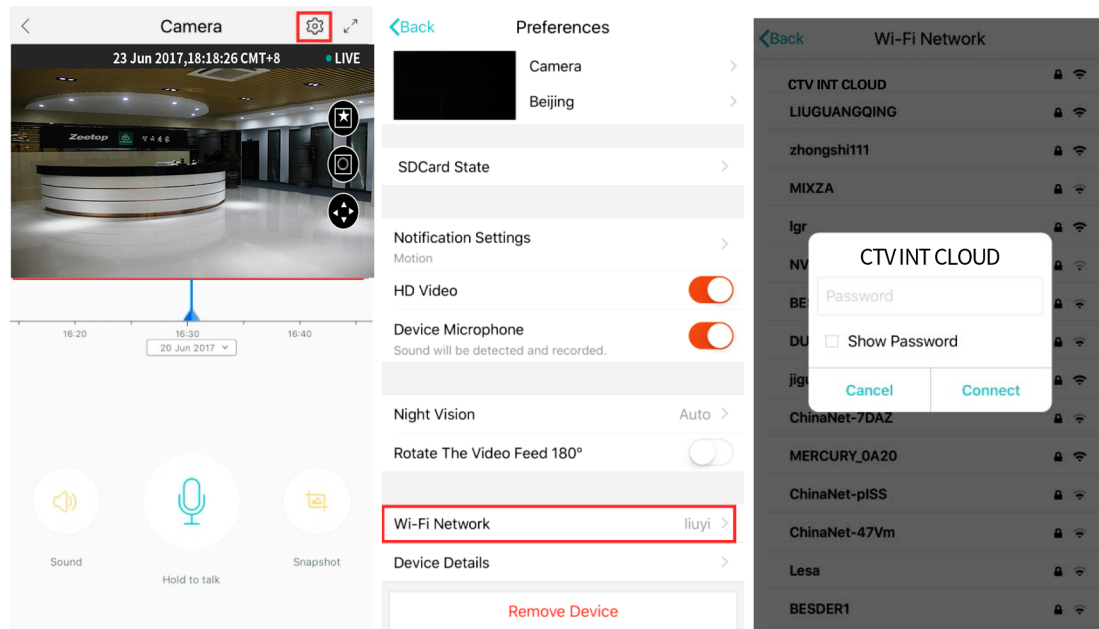 Camera
23 Jun 2017,18:18:26 CMT+8
LIVE
Zeetop
16:20
16:30
16:40
20 Jun 2017
Sound
Hold to talk
Snapshot
Back
Preferences
Camera
Beijing
SDCard State
Notification Settings
Motion
HD Video
Device Microphone
Sound will be detected and recorded.
Night Vision
Auto
Rotate The Video Feed 180°
Wi-Fi Network
liuyi
Device Details
Remove Device
Back
Wi-Fi Network
CTV INT CLOUD
LIUGUANGQING
zhongshi111
MIXZA
lgr
NV
BE
DU
jigu
CTV INT CLOUD
Password
Show Password
Cancel
Connect
ChinaNet-7DAZ
MERCURY_0A20
ChinaNet-pISS
ChinaNet-47Vm
Lesa
BESDER1